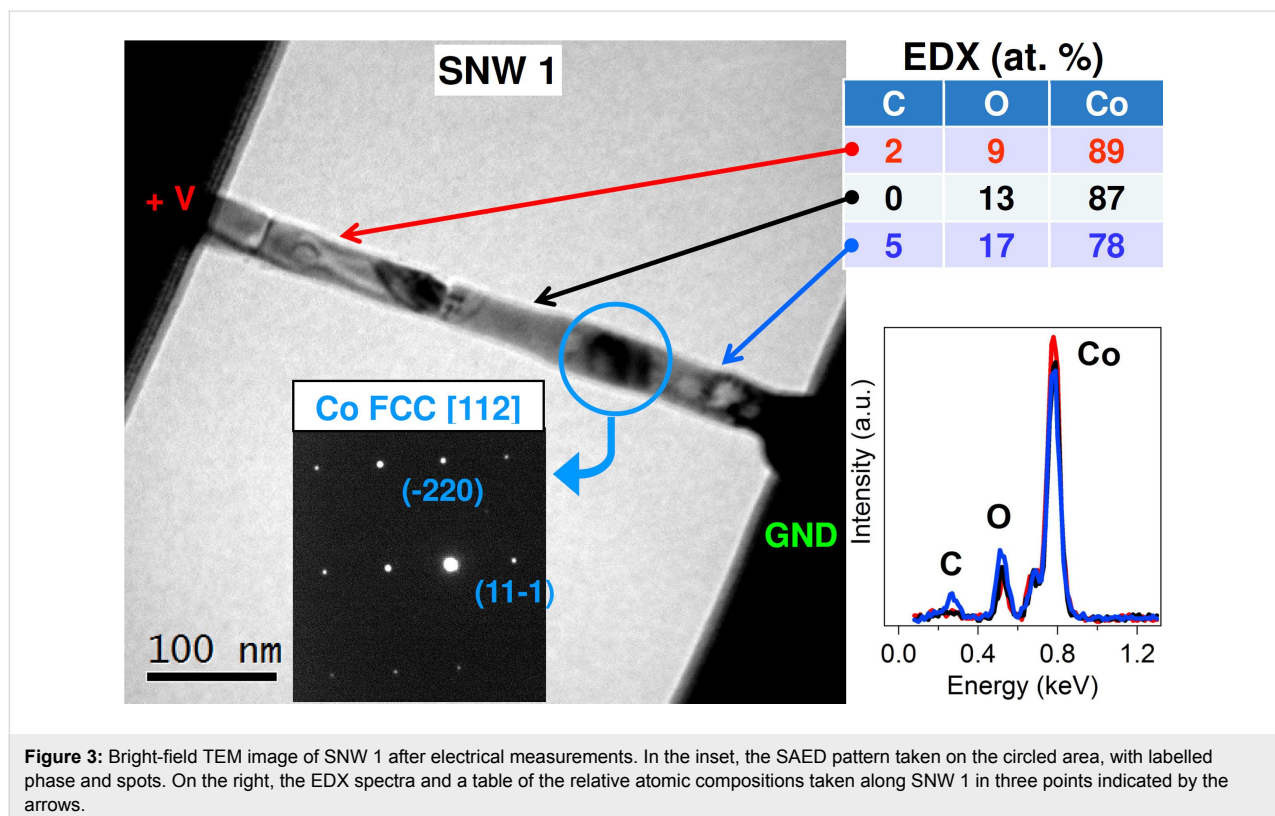 SNW 1
EDX (at. %)
C O Co
2 9 89
0 13 87
5 17 78
+ V
Co FCC [112]
(-220)
(11-1)
GND
100 nm
Intensity (a.u.)
C
O
Co
0.0 0.4 0.8 1.2
Energy (keV)
Figure 3: Bright-field TEM image of SNW 1 after electrical measurements. In the inset, the SAED pattern taken on the circled area, with labelled
phase and spots. On the right, the EDX spectra and a table of the relative atomic compositions taken along SNW 1 in three points indicated by the
arrows.